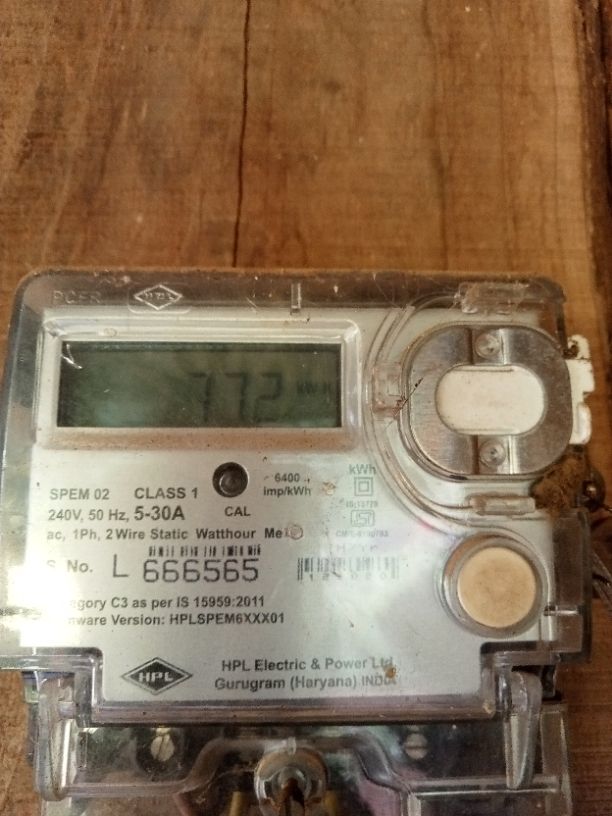 HPL
772 kWH
SPEM 02 CLASS 1
240V, 50 Hz, 5-30A
CAL
6400
imp/kWh
kWh
ac, 1Ph, 2 Wire Static Watthour
S. No. L 666565
C3 as per IS 15959:2011
Version: HPLSPEM6XXX01
HPL
HPL Electric & Power Ltd.
Gurugram (Haryana) INDIA